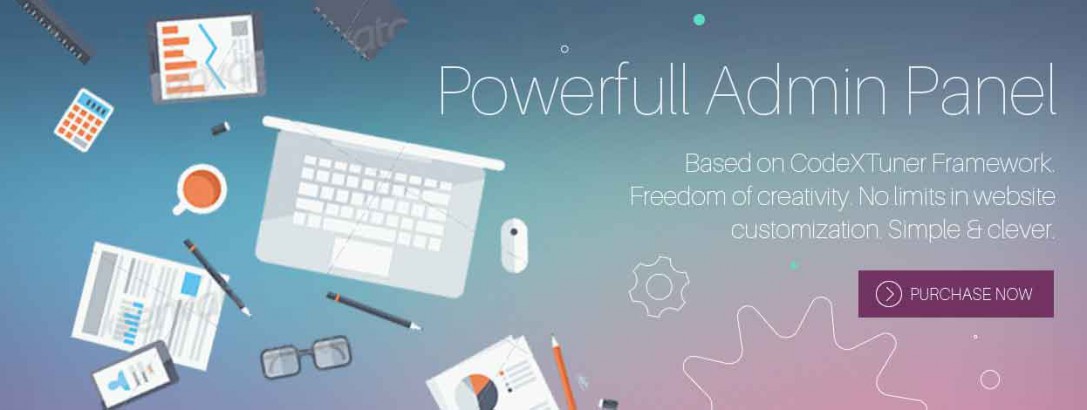 Powerfull Admin Panel
Based on CodeXTuner Framework.
Freedom of creativity. No limits in website
customization. Simple & clever.
PURCHASE NOW